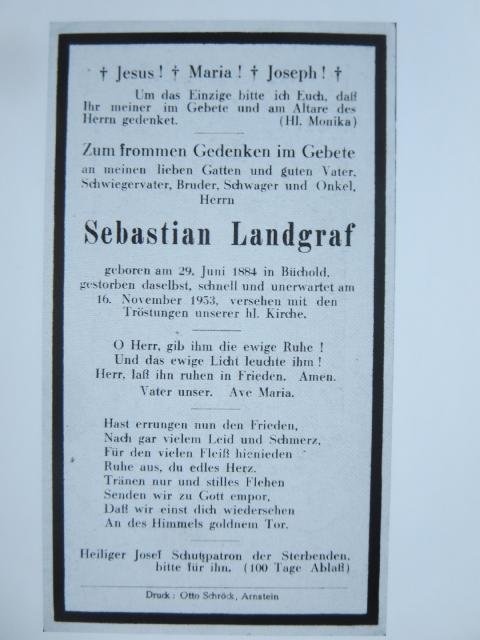 † Jesus! † Maria! † Joseph! †
Um das Einzige bitte ich Euch, daß
Ihr meiner im Gebete und am Altare des
Herrn gedenket. (Hl. Monika)
Zum frommen Gedenken im Gebete
an meinen lieben Gatten und guten Vater,
Schwiegervater, Bruder, Schwager und Onkel,
Herrn
Sebastian Landgraf
geboren am 29. Juni 1884 in Büchold,
gestorben daselbst, schnell und unerwartet am
16. November 1953, versehen mit den
Tröstungen unserer hl. Kirche.
O Herr, gib ihm die ewige Ruhe!
Und das ewige Licht leuchte ihm!
Herr, laß ihn ruhen in Frieden. Amen.
Vater unser. Ave Maria.
Hast errungen nun den Frieden,
Nach gar vielem Leid und Schmerz,
Für den vielen Fleiß hienieden
Ruhe aus, du edles Herz.
Tränen nur und stilles Flehen
Senden wir zu Gott empor,
Daß wir einst dich wiedersehen
An des Himmels goldnem Tor.
Heiliger Josef Schutzpatron der Sterbenden,
bitte für ihn. (100 Tage Ablaß)
Druck: Otto Schröck, Arnstein